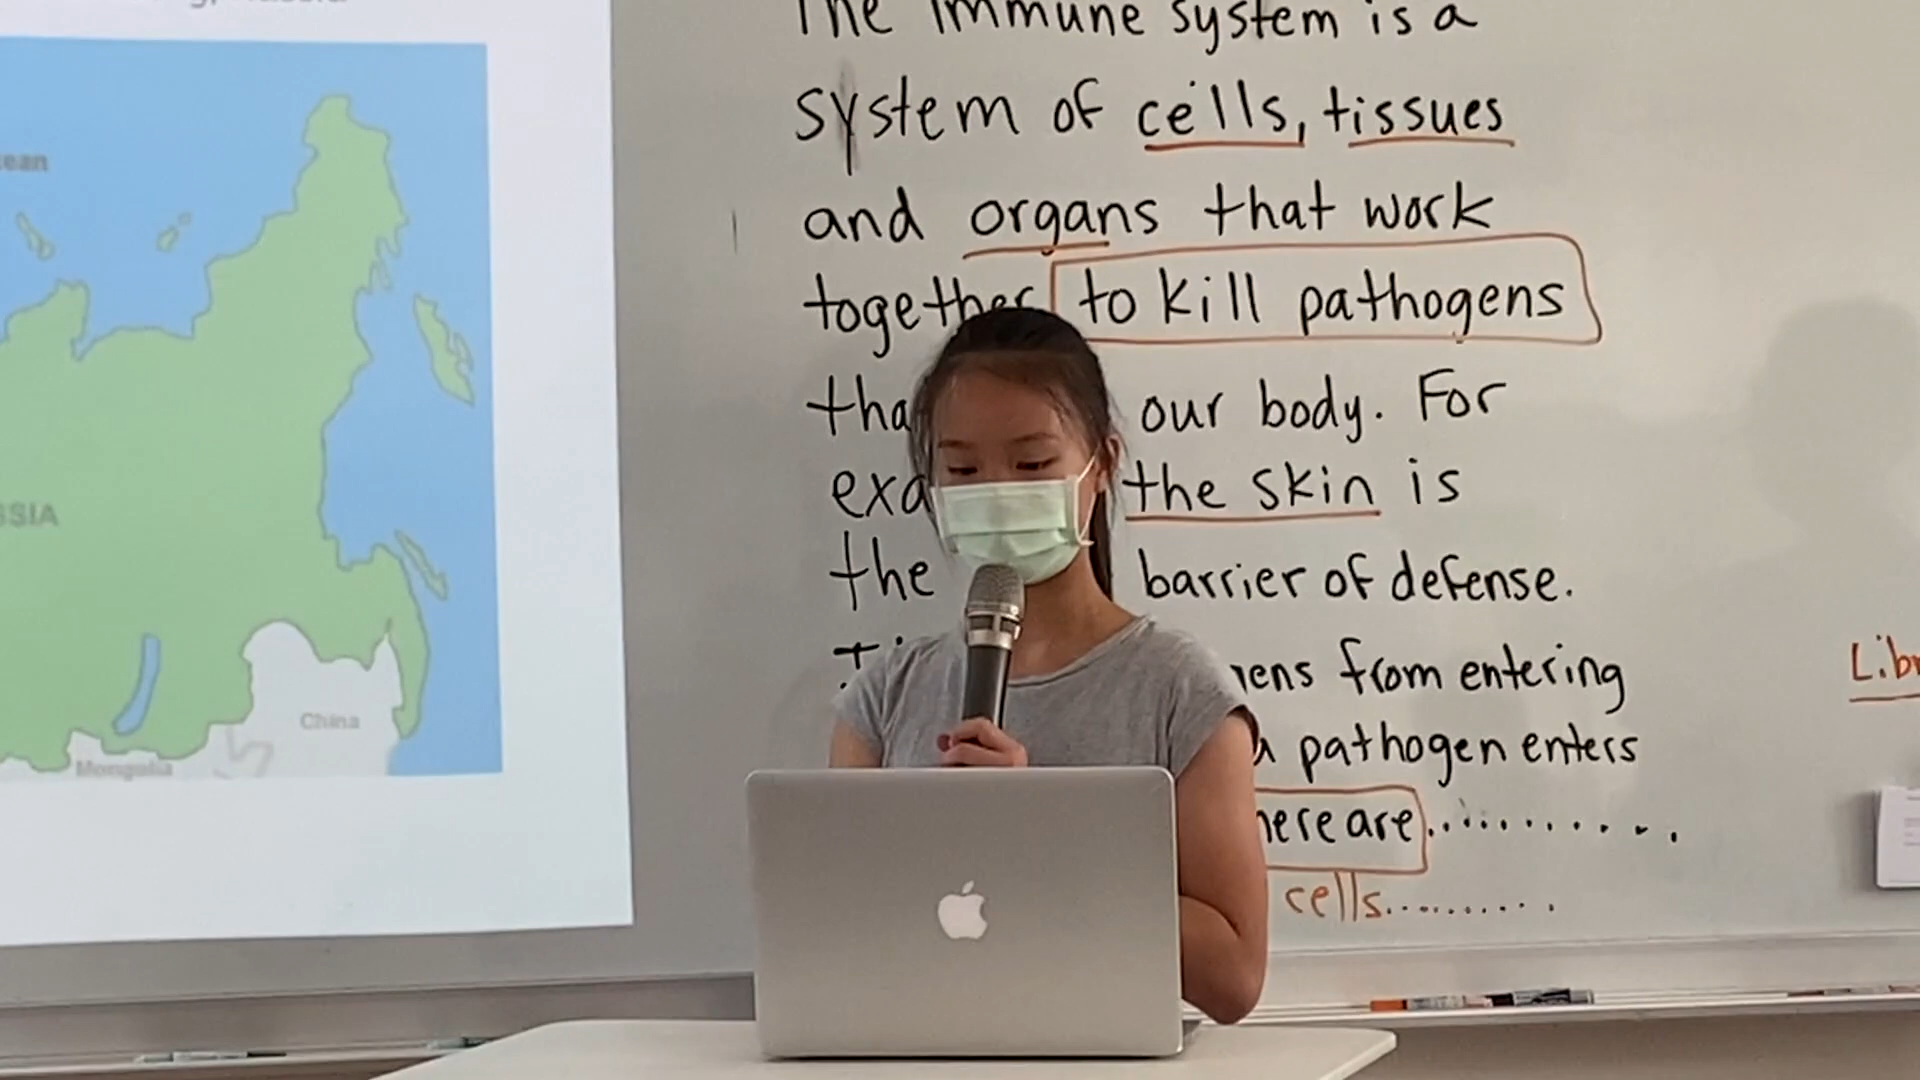 Russia
ean
SSIA
China
Mongolia
The immune system is a
system of cells, tissues
and organs that work
together to kill pathogens
tha our body. For
exa the skin is
the barrier of defense.
ens from entering
a pathogen enters
here are...........
cells..........
Libr